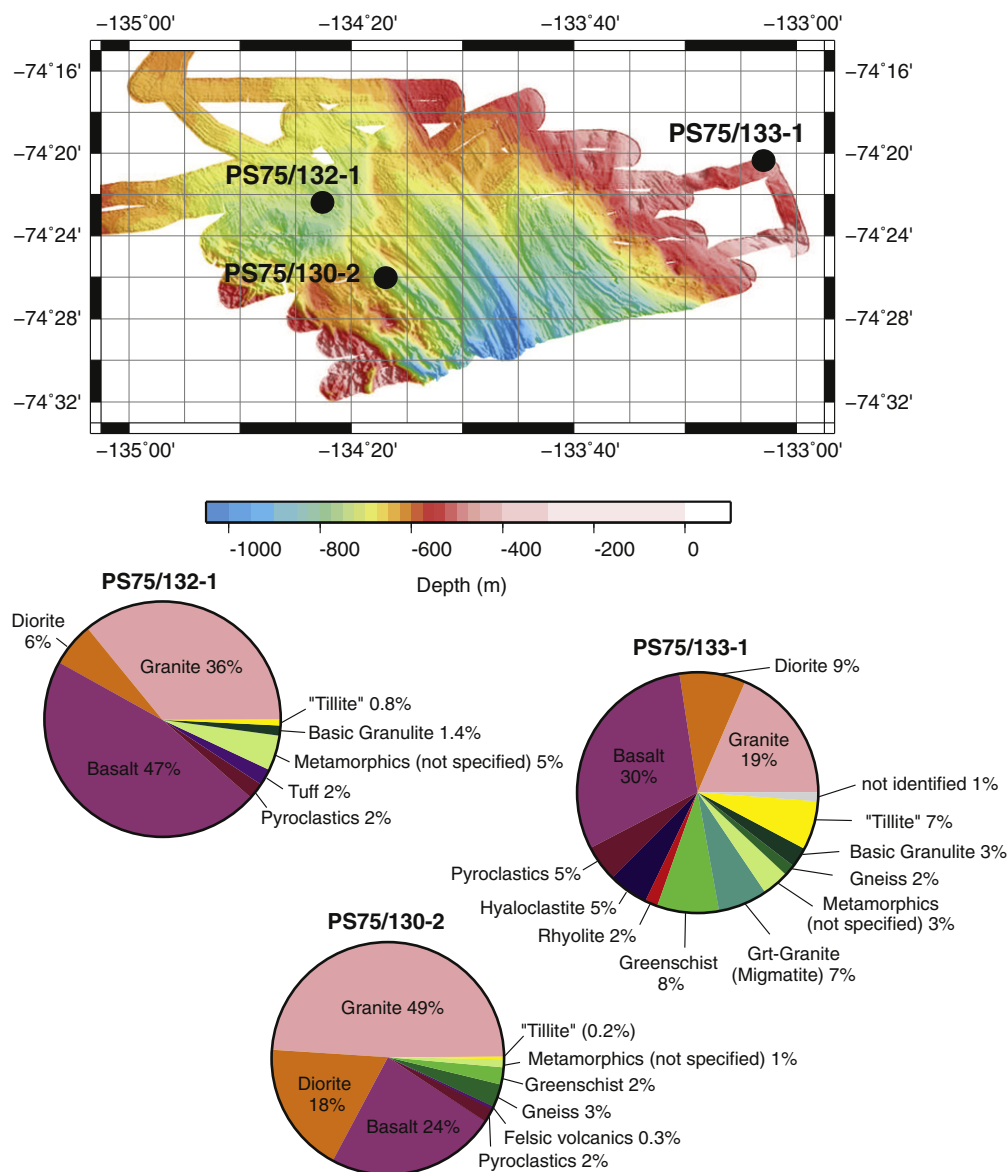 −135˚00' −134˚20' −133˚40' −133˚00'
−74˚16' −74˚16'
PS75/133-1
−74˚20' −74˚20'
PS75/132-1
−74˚24' −74˚24'
PS75/130-2
−74˚28' −74˚28'
−74˚32' −74˚32'
−135˚00' −134˚20' −133˚40' −133˚00'
-1000 -800 -600 -400 -200 0
Depth (m)
PS75/132-1
Diorite
6%
Granite 36%
"Tillite" 0.8%
Basic Granulite 1.4%
Metamorphics (not specified) 5%
Basalt 47%
Tuff 2%
Pyroclastics 2%
PS75/133-1
Diorite 9%
Granite
19%
Basalt
30%
not identified 1%
"Tillite" 7%
Basic Granulite 3%
Gneiss 2%
Metamorphics
(not specified) 3%
Pyroclastics 5%
Hyaloclastite 5%
Rhyolite 2%
Greenschist
8%
Grt-Granite
(Migmatite) 7%
PS75/130-2
Granite 49%
"Tillite" (0.2%)
Metamorphics (not specified) 1%
Greenschist 2%
Gneiss 3%
Felsic volcanics 0.3%
Pyroclastics 2%
Diorite
18%
Basalt 24%